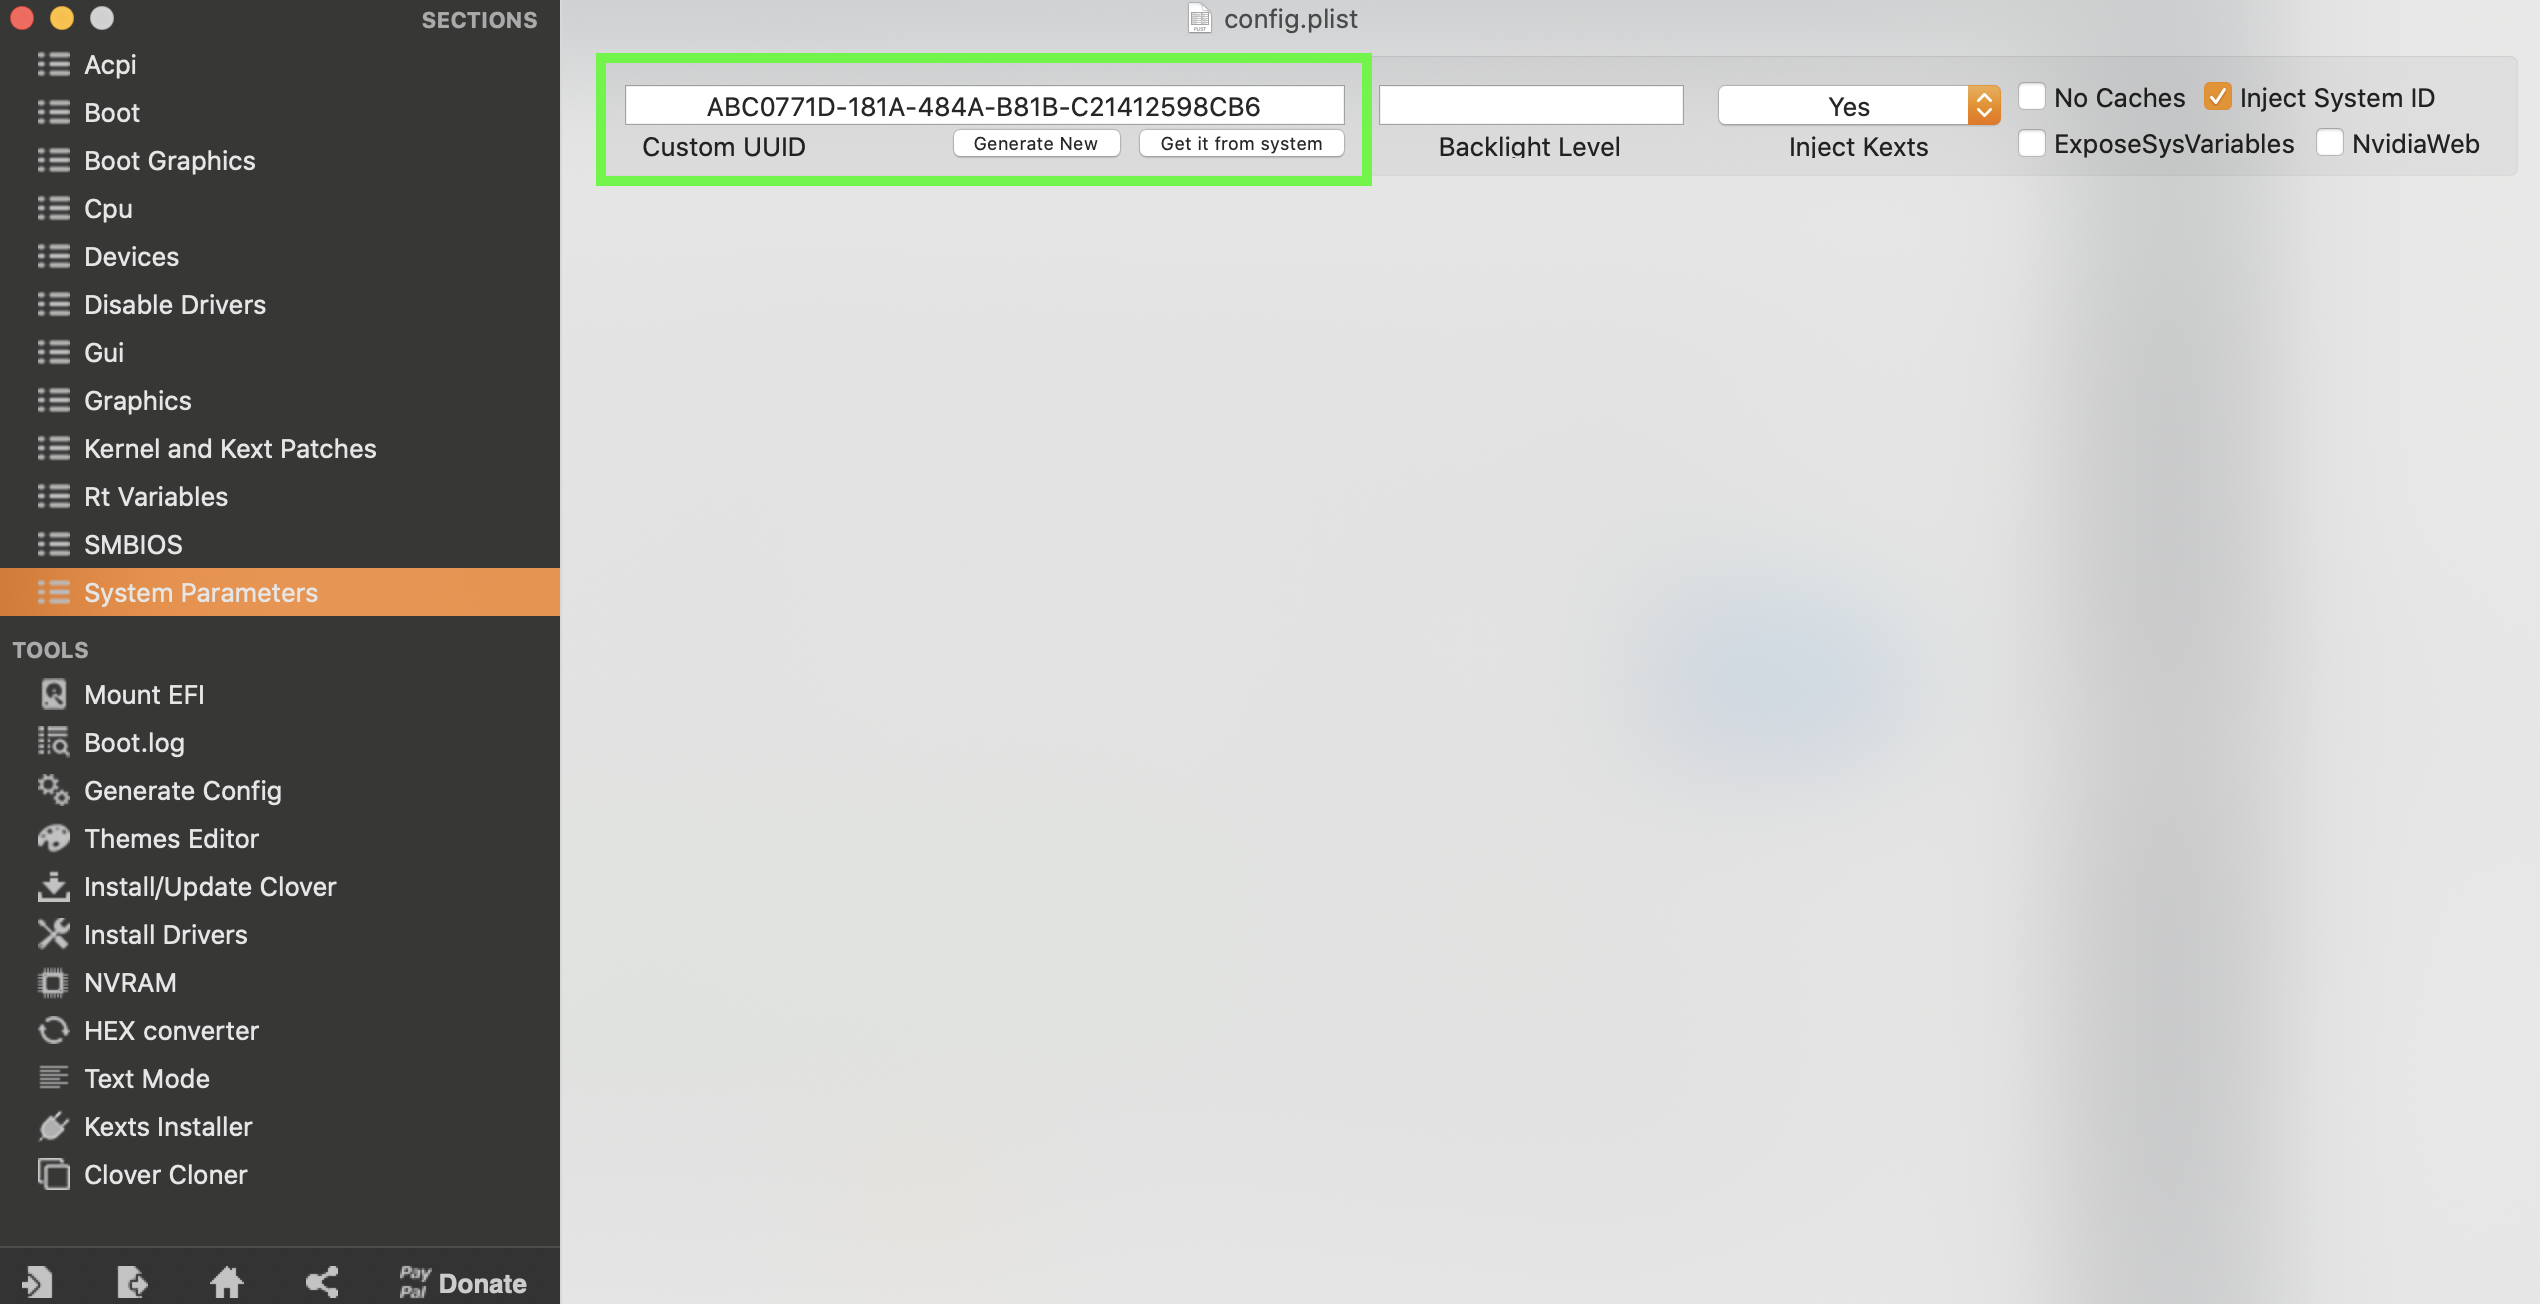 SECTIONS
Acpi
Boot
Boot Graphics
Cpu
Devices
Disable Drivers
Gui
Graphics
Kernel and Kext Patches
Rt Variables
SMBIOS
System Parameters
TOOLS
Mount EFI
Boot.log
Generate Config
Themes Editor
Install/Update Clover
Install Drivers
NVRAM
HEX converter
Text Mode
Kexts Installer
Clover Cloner
Pay
Pal
Donate
config.plist
ABC0771D-181A-484A-B81B-C21412598CB6
Custom UUID
Generate New
Get it from system
Backlight Level
Yes
Inject Kexts
No Caches
Inject System ID
ExposeSysVariables
NvidiaWeb